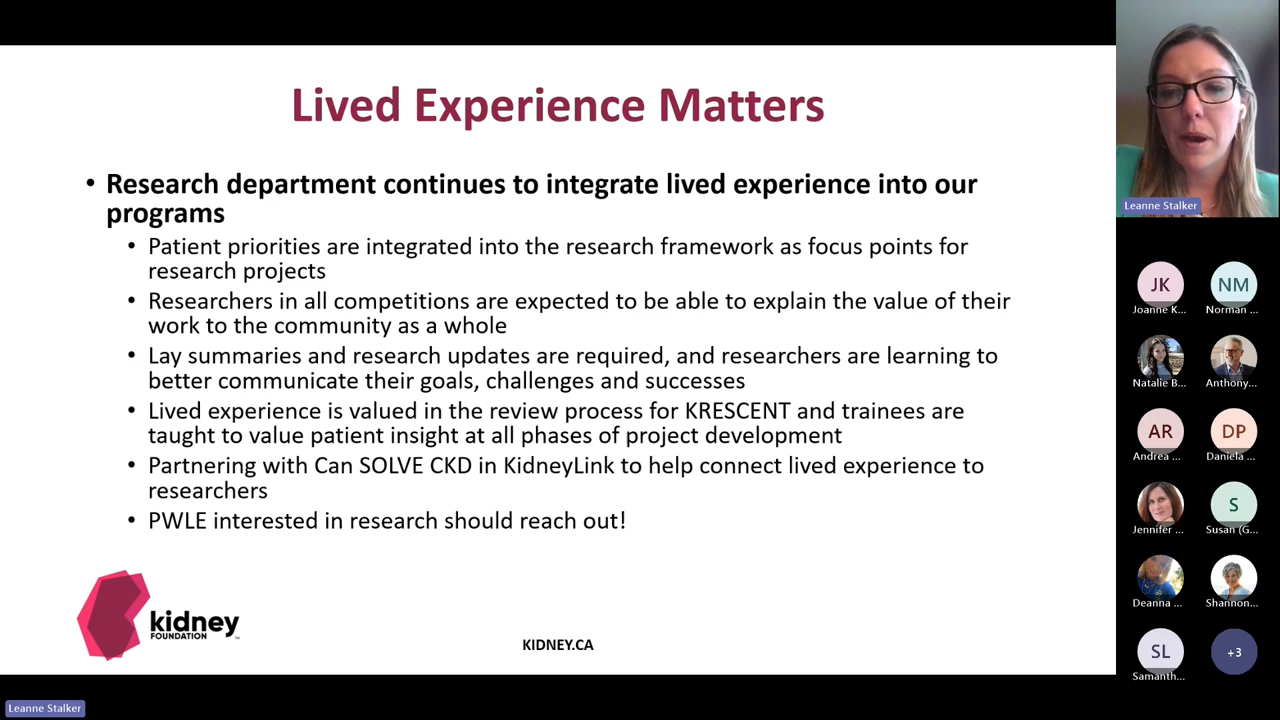 Lived Experience Matters
• Research department continues to integrate lived experience into our
programs
• Patient priorities are integrated into the research framework as focus points for
research projects
• Researchers in all competitions are expected to be able to explain the value of their
work to the community as a whole
• Lay summaries and research updates are required, and researchers are learning to
better communicate their goals, challenges and successes
• Lived experience is valued in the review process for KRESCENT and trainees are
taught to value patient insight at all phases of project development
• Partnering with Can SOLVE CKD in KidneyLink to help connect lived experience to
researchers
• PWLE interested in research should reach out!
kidney
FOUNDATION™
KIDNEY.CA
Leanne Stalker
JK
Joanne K...
NM
Norman ...
Natalie B...
Anthony...
AR
Andrea ...
DP
Daniela ...
Jennifer ...
S
Susan (G...
Deanna ...
Shannon...
SL
Samanth...
+3
Leanne Stalker